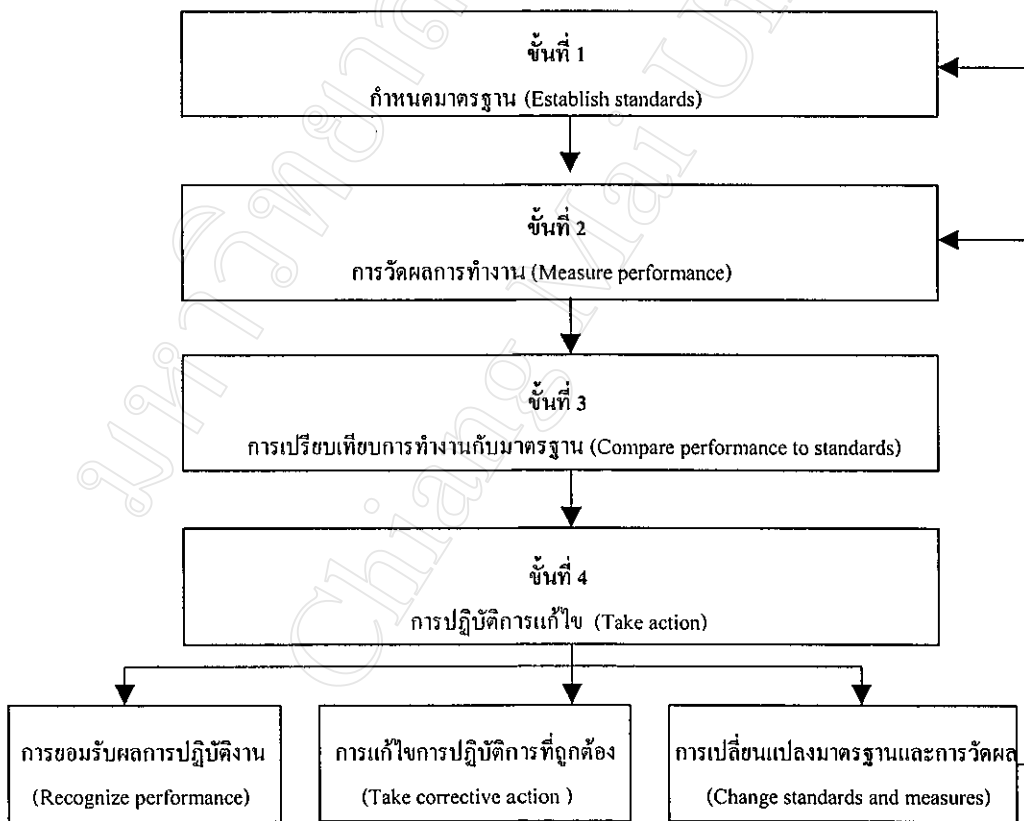 ขั้นที่ 1
กำหนดมาตรฐาน (Establish standards)
ขั้นที่ 2
การวัดผลการทำงาน (Measure performance)
ขั้นที่ 3
การเปรียบเทียบการทำงานกับมาตรฐาน (Compare performance to standards)
ขั้นที่ 4
การปฏิบัติการแก้ไข (Take action)
การยอมรับผลการปฏิบัติงาน
(Recognize performance)
การแก้ไขการปฏิบัติการที่ถูกต้อง
(Take corrective action )
การเปลี่ยนแปลงมาตรฐานและการวัดผล
(Change standards and measures)
Chiang Mai